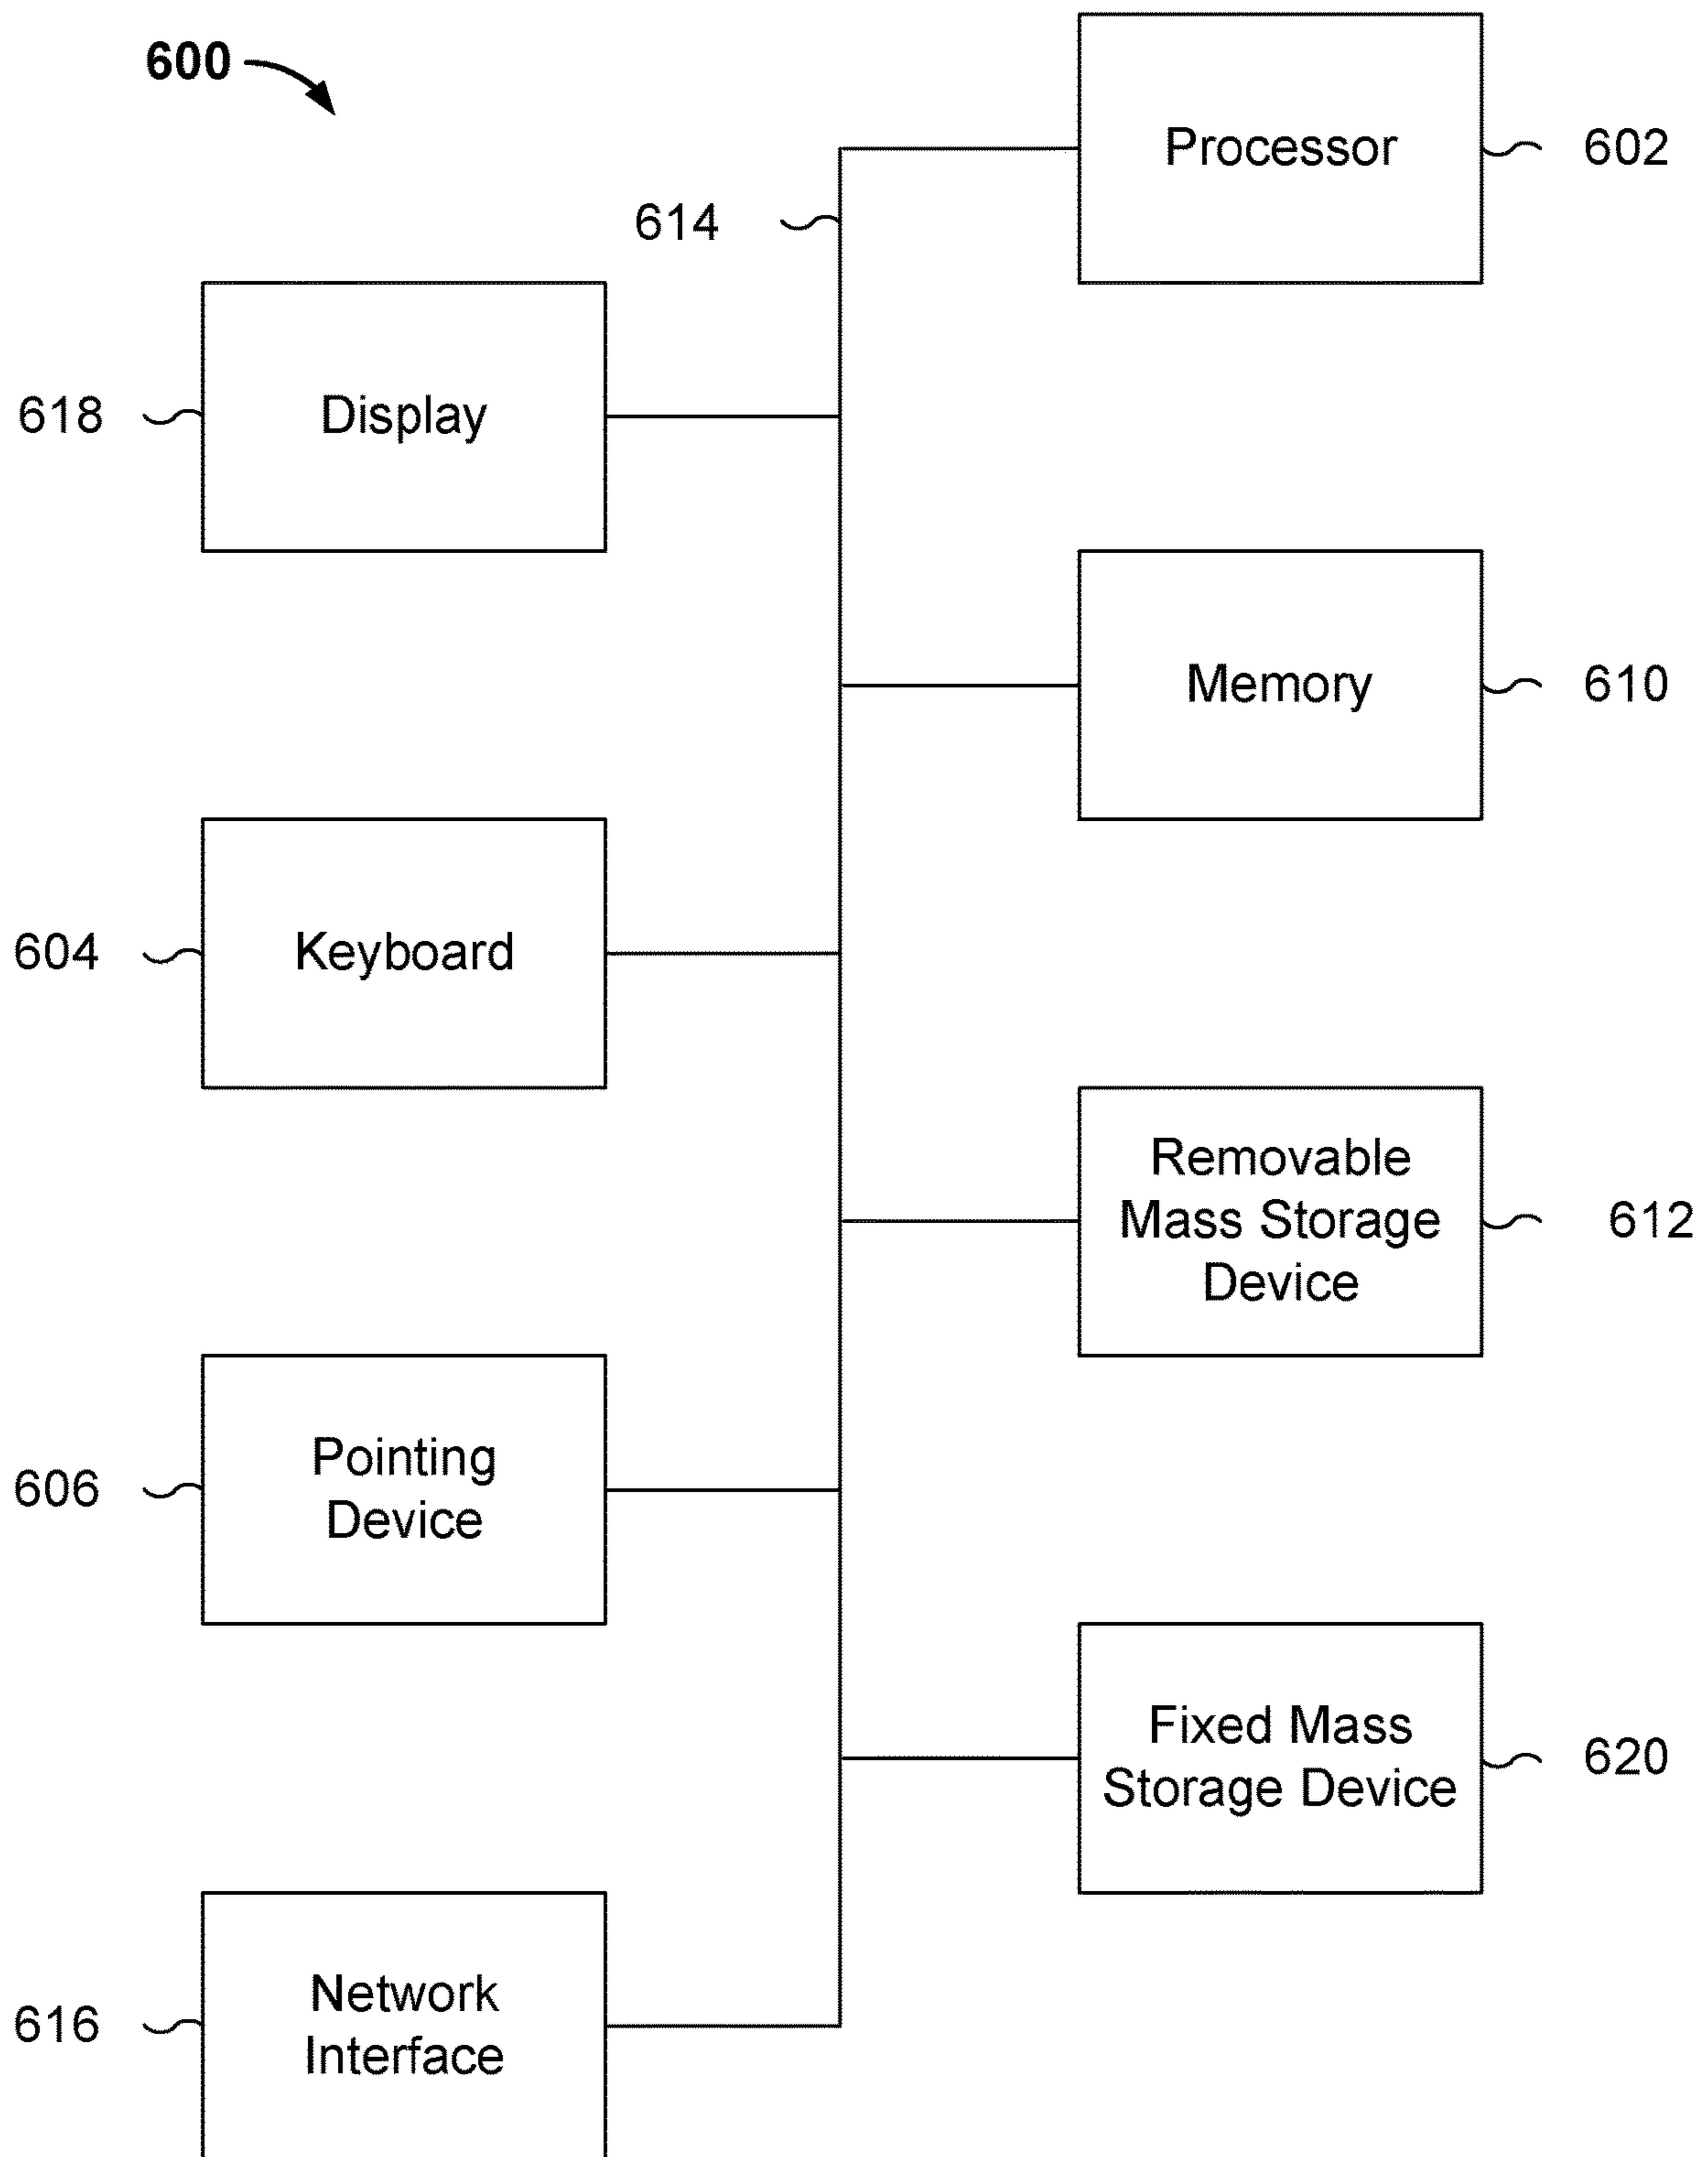 600
Processor
602
614
618
Display
Memory
610
604
Keyboard
Removable
Mass Storage
Device
612
606
Pointing
Device
Fixed Mass
Storage Device
620
616
Network
Interface